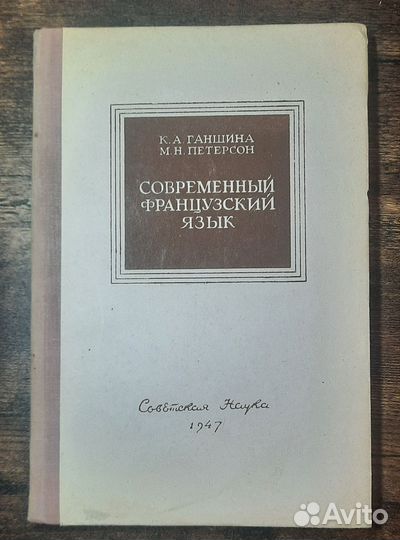 К. А. ГАНШИНА
М. Н. ПЕТЕРСОН
СОВРЕМЕННЫЙ
ФРАНЦУЗСКИЙ
ЯЗЫК
Советская Наука
1947
Avito